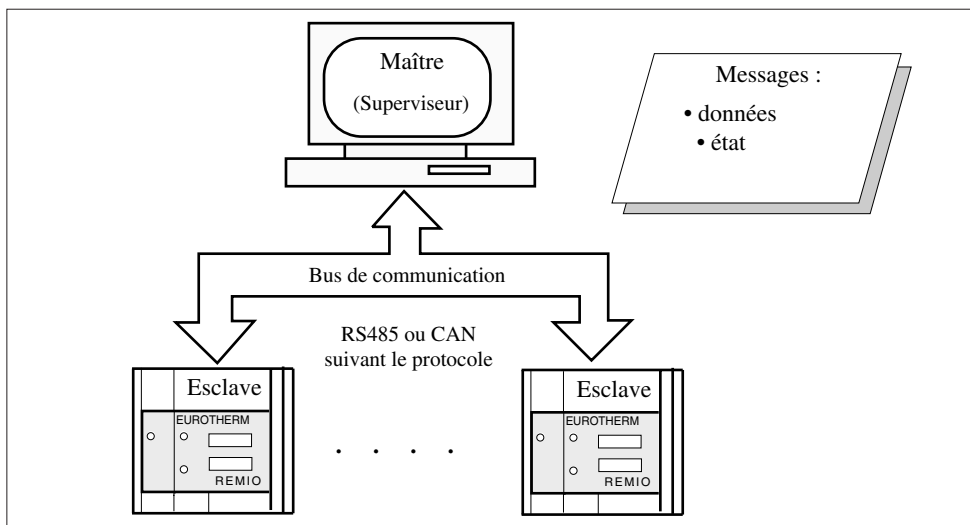 Maître
(Superviseur)
Messages :
• données
• état
Bus de communication
RS485 ou CAN
suivant le protocole
Esclave
EUROTHERM
REMIO
. . . .
Esclave
EUROTHERM
REMIO